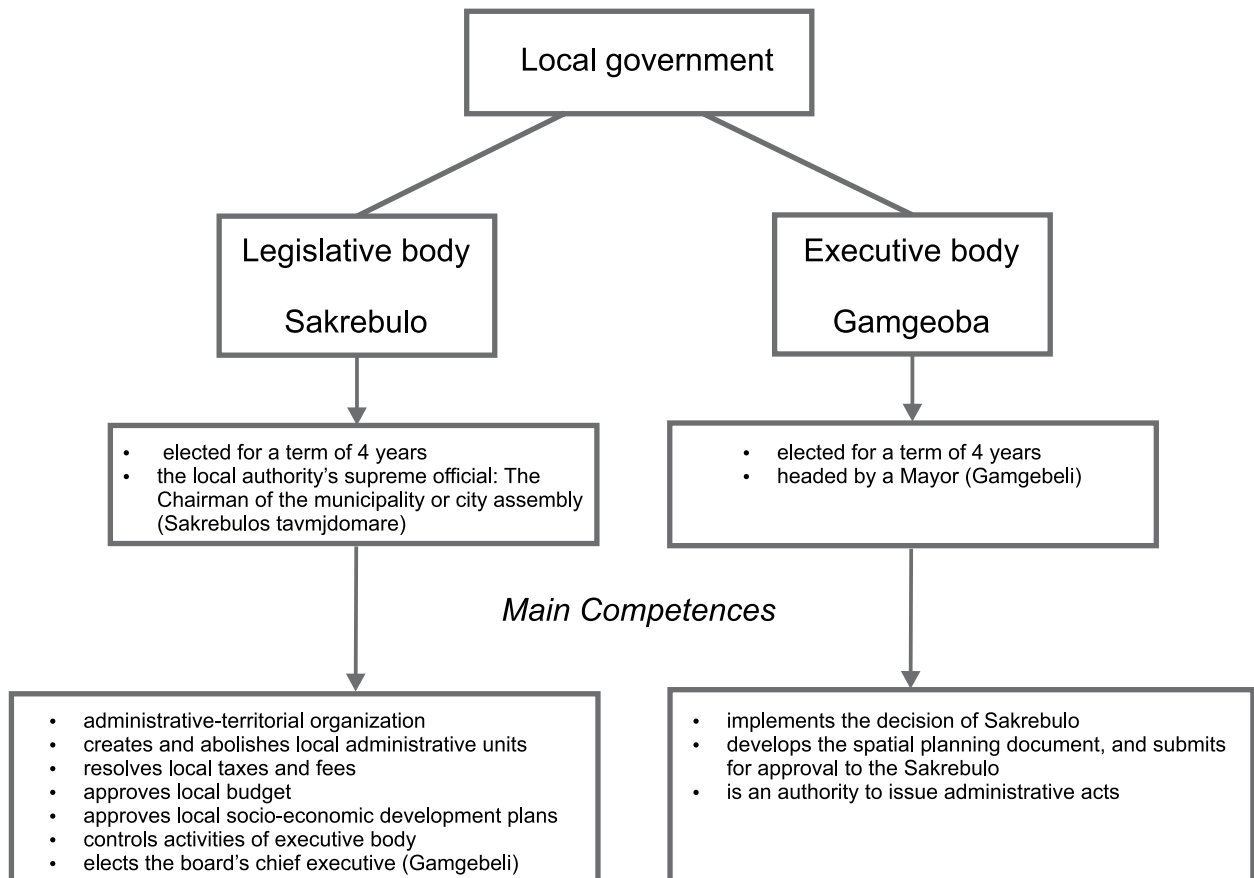 Local government
Legislative body
Sakrebulo
Executive body
Gamgeoba
• elected for a term of 4 years
• the local authority's supreme official: The
Chairman of the municipality or city assembly
(Sakrebulos tavmjdomare)
• elected for a term of 4 years
• headed by a Mayor (Gamgebeli)
Main Competences
• administrative-territorial organization
• creates and abolishes local administrative units
• resolves local taxes and fees
• approves local budget
• approves local socio-economic development plans
• controls activities of executive body
• elects the board's chief executive (Gamgebeli)
• implements the decision of Sakrebulo
• develops the spatial planning document, and submits
for approval to the Sakrebulo
• is an authority to issue administrative acts